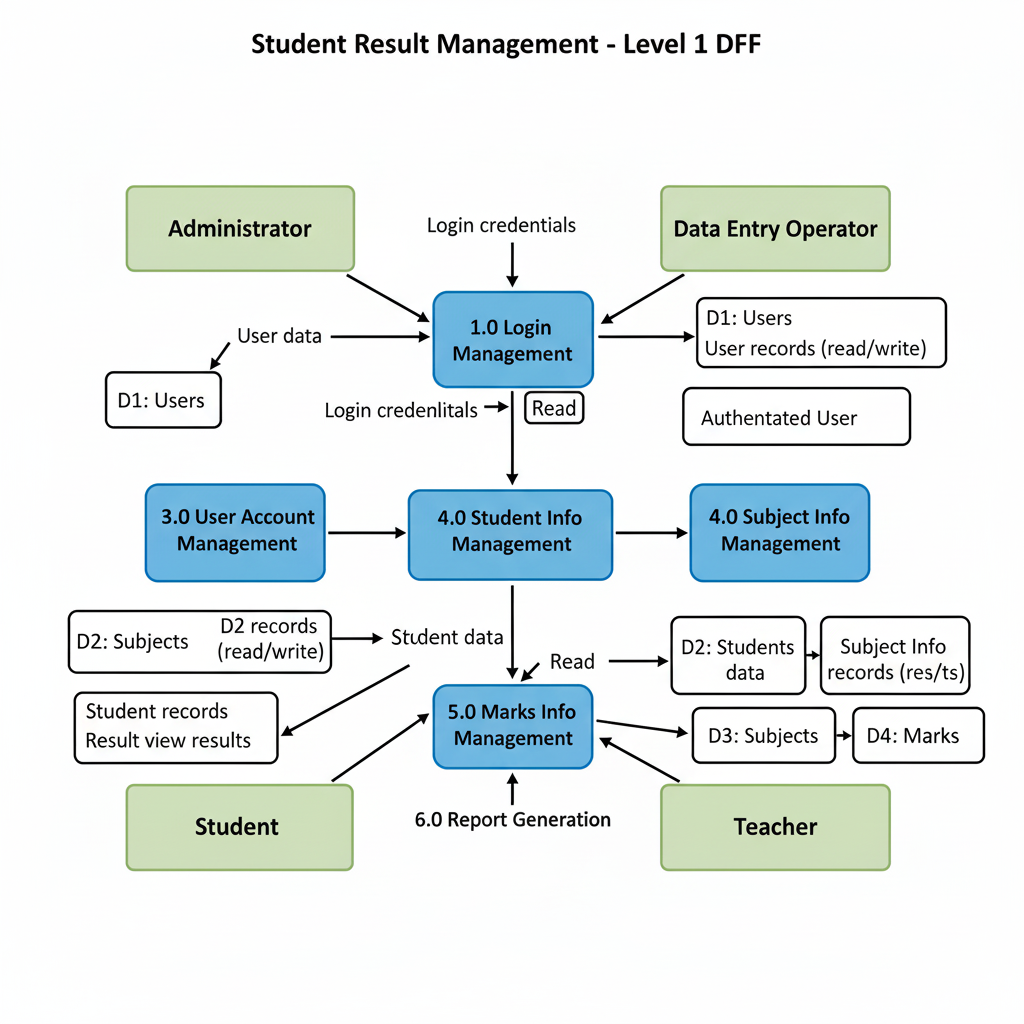 Student Result Management - Level 1 DFF
Administrator
Login credentials
Data Entry Operator
1.0 Login
Management
User data
D1: Users
User records (read/write)
D1: Users
Login credenlitals
Read
Authentated User
3.0 User Account
Management
4.0 Student Info
Management
4.0 Subject Info
Management
D2: Subjects
D2 records
(read/write)
Student data
Read
D2: Students
data
Subject Info
records (res/ts)
Student records
Result view results
5.0 Marks Info
Management
D3: Subjects
D4: Marks
Student
6.0 Report Generation
Teacher